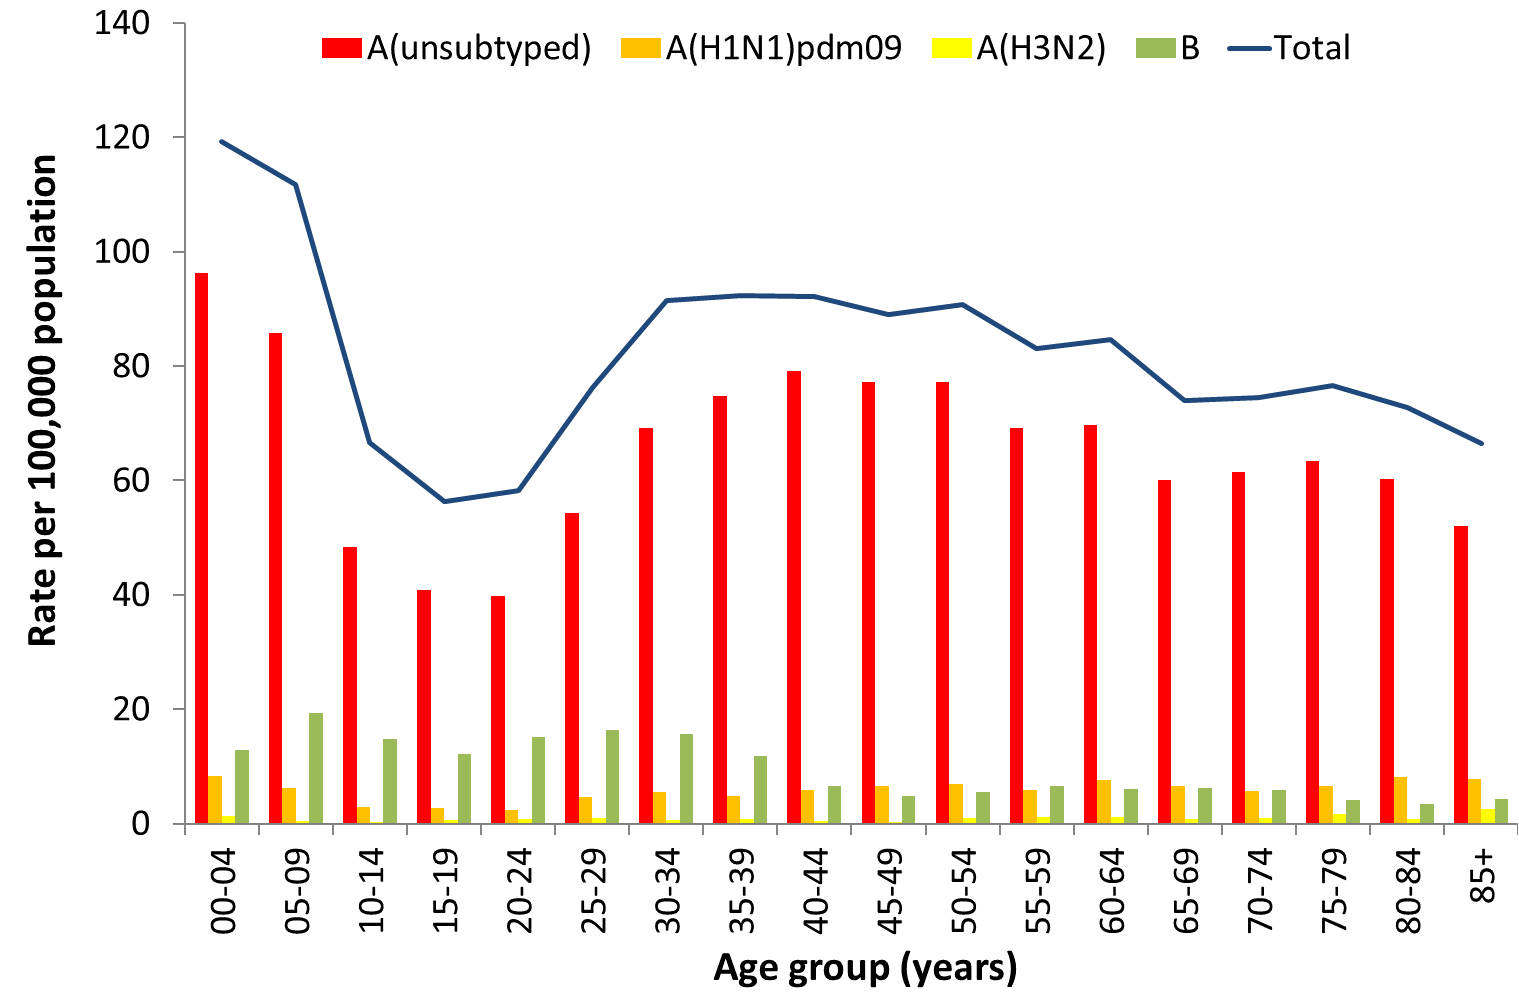 A(unsubtyped) A(H1N1)pdm09 A(H3N2) B Total
Rate per 100,000 population
140
120
100
80
60
40
20
0
00-04 05-09 10-14 15-19 20-24 25-29 30-34 35-39 40-44 45-49 50-54 55-59 60-64 65-69 70-74 75-79 80-84 85+
Age group (years)